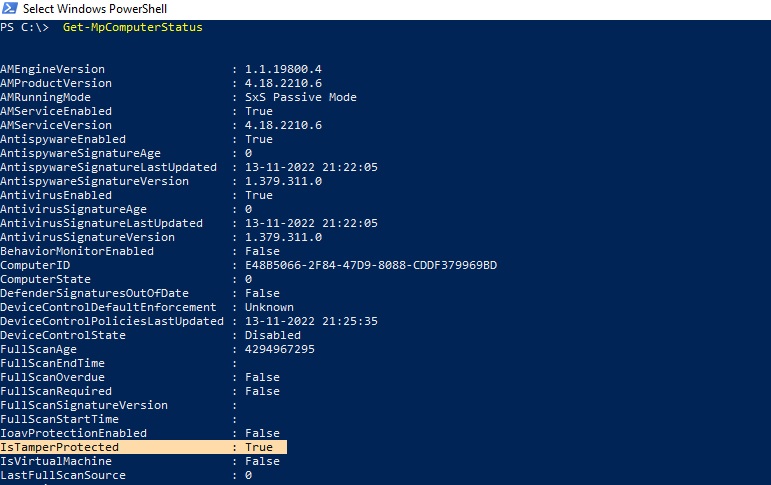 Select Windows PowerShell
PS C:\>  Get-MpComputerStatus
AMEngineVersion                  : 1.1.19800.4
AMProductVersion                 : 4.18.2210.6
AMRunningMode                    : SxS Passive Mode
AMServiceEnabled                 : True
AMServiceVersion                 : 4.18.2210.6
AntispywareEnabled               : True
AntispywareSignatureAge          : 0
AntispywareSignatureLastUpdated  : 13-11-2022 21:22:05
AntispywareSignatureVersion      : 1.379.311.0
AntivirusEnabled                 : True
AntivirusSignatureAge            : 0
AntivirusSignatureLastUpdated    : 13-11-2022 21:22:05
AntivirusSignatureVersion        : 1.379.311.0
BehaviorMonitorEnabled           : False
ComputerID                       : E48B5066-2F84-47D9-8088-CDDF379969BD
ComputerState                    : 0
DefenderSignaturesOutOfDate      : False
DeviceControlDefaultEnforcement  : Unknown
DeviceControlPoliciesLastUpdated : 13-11-2022 21:25:35
DeviceControlState               : Disabled
FullScanAge                      : 4294967295
FullScanEndTime                  :
FullScanOverdue                  : False
FullScanRequired                 : False
FullScanSignatureVersion         :
FullScanStartTime                :
IoavProtectionEnabled            : False
IsTamperProtected                : True
IsVirtualMachine                 : False
LastFullScanSource               : 0